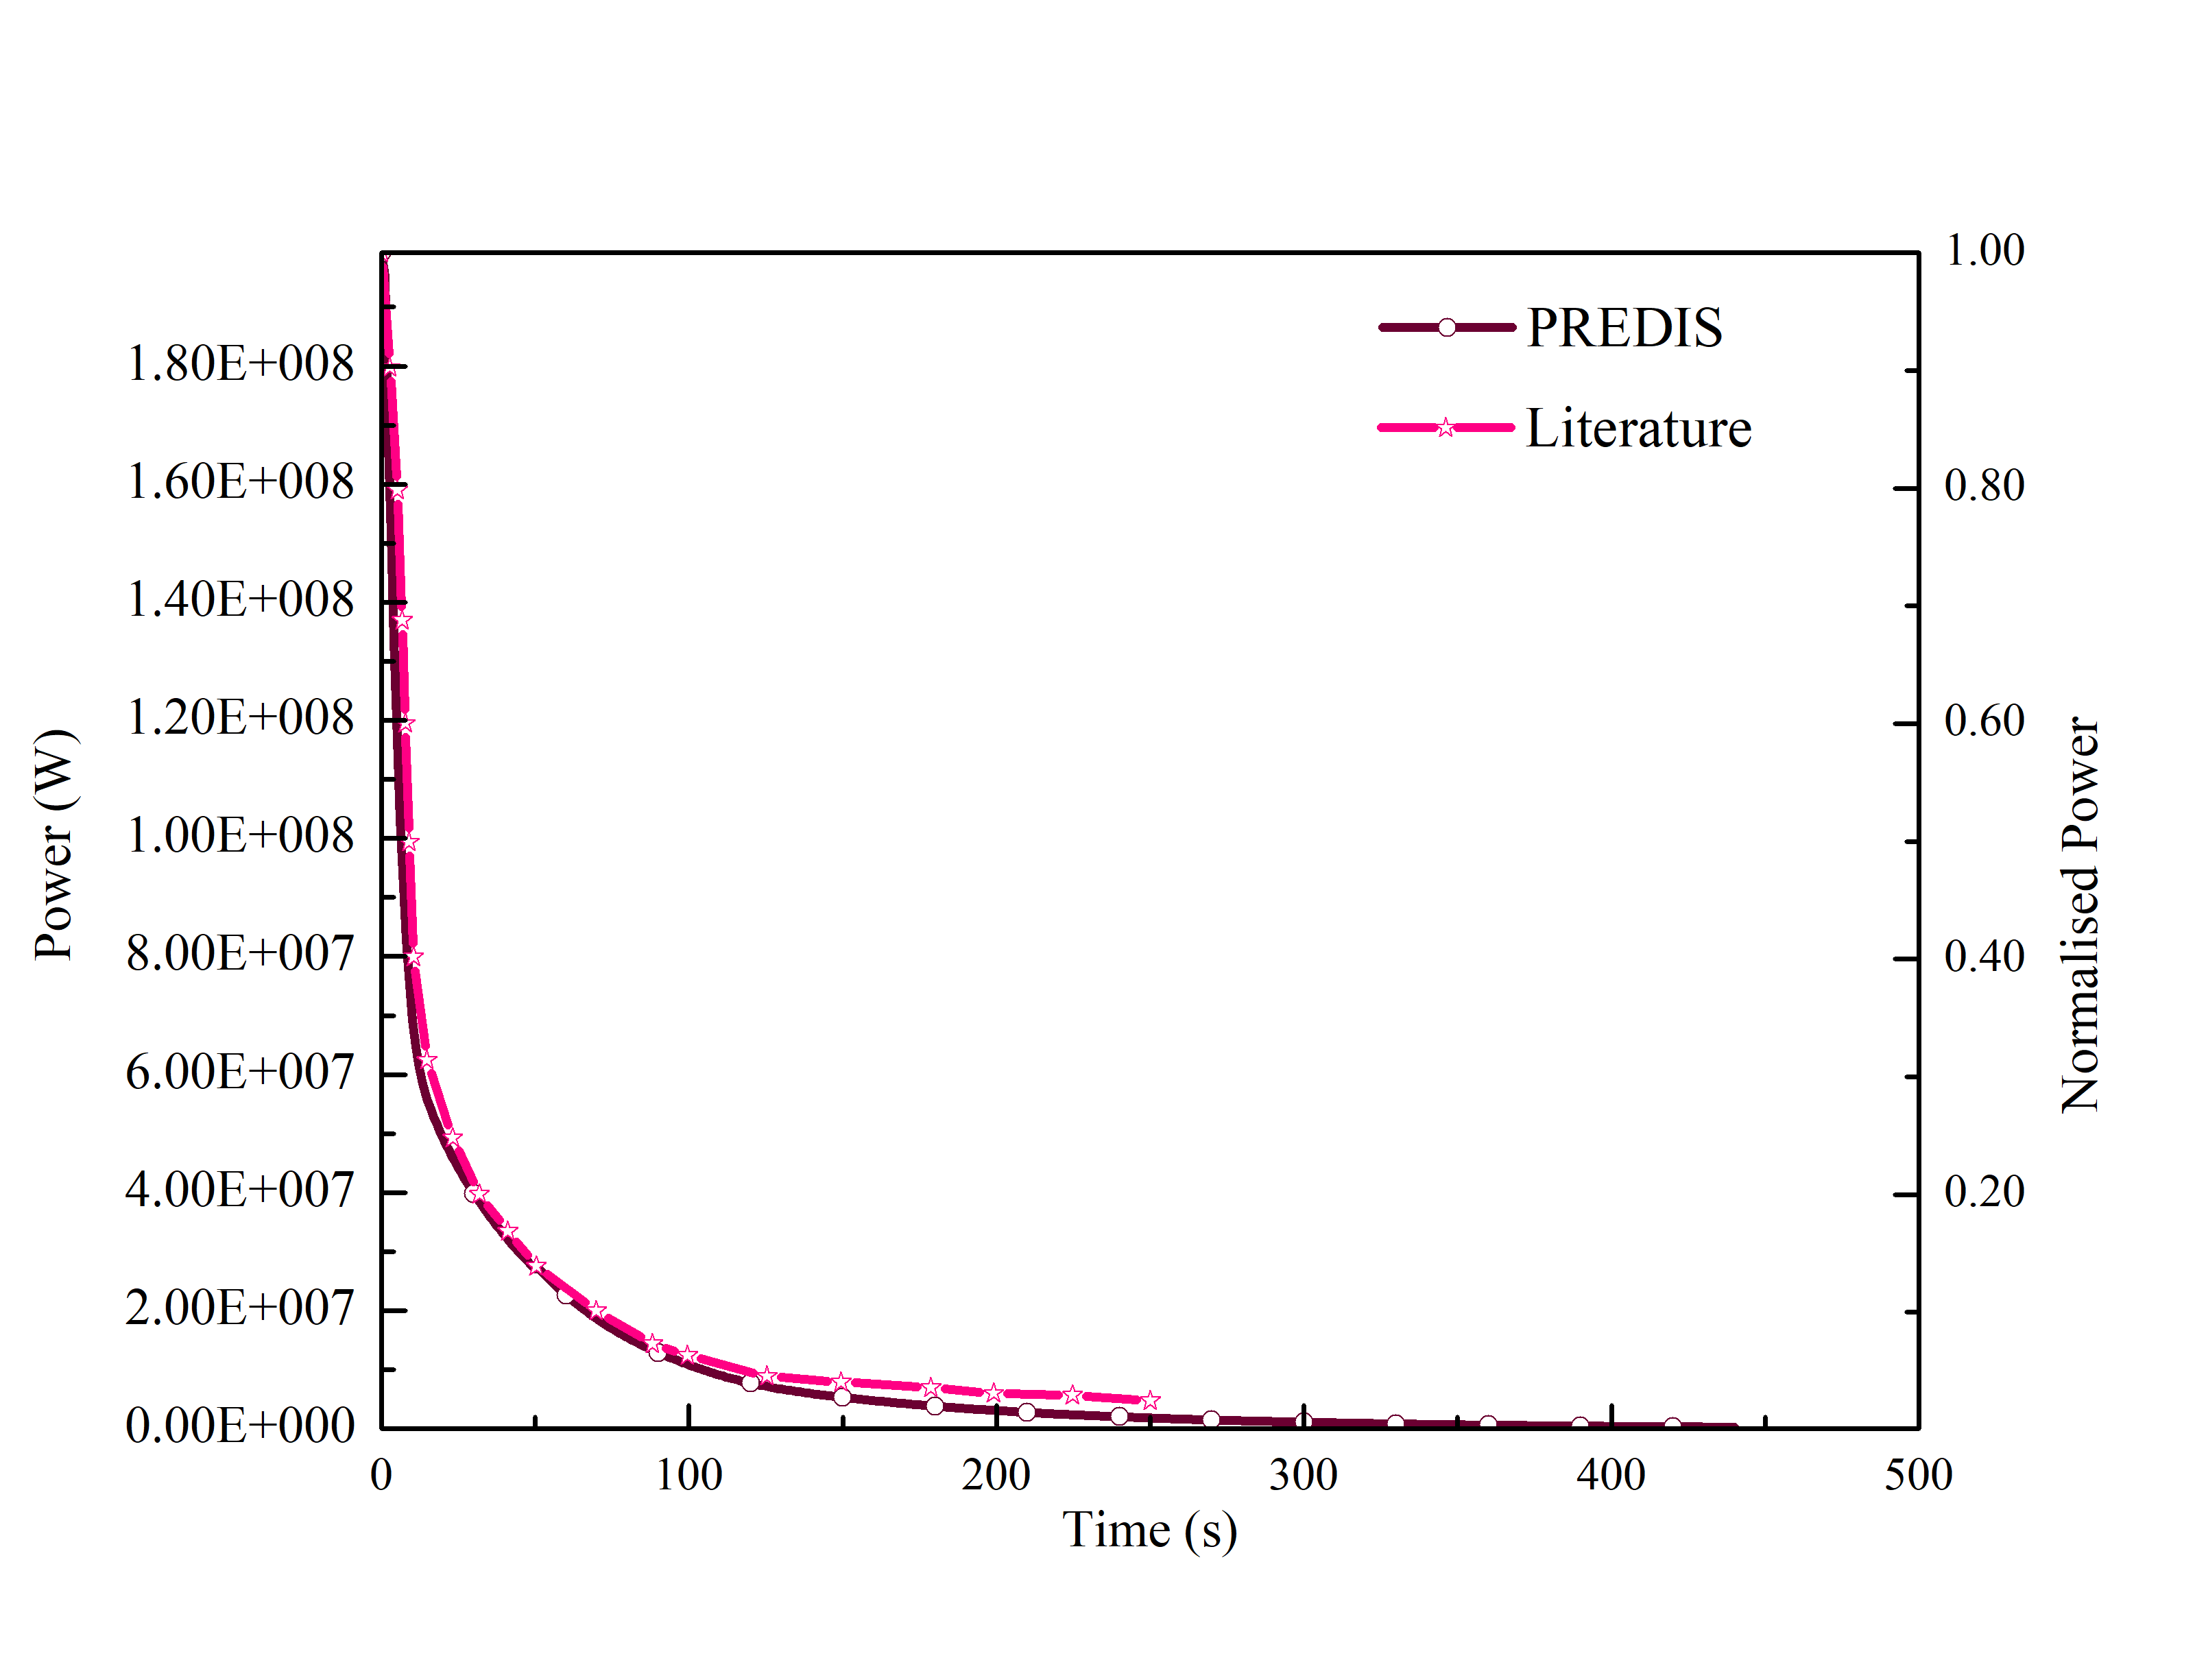 1.00
PREDIS
Literature
1.80E+008
1.60E+008
0.80
1.40E+008
1.20E+008
0.60
1.00E+008
Power (W)
Normalised Power
8.00E+007
0.40
6.00E+007
4.00E+007
0.20
2.00E+007
0.00E+000
0
100
200
300
400
500
Time (s)